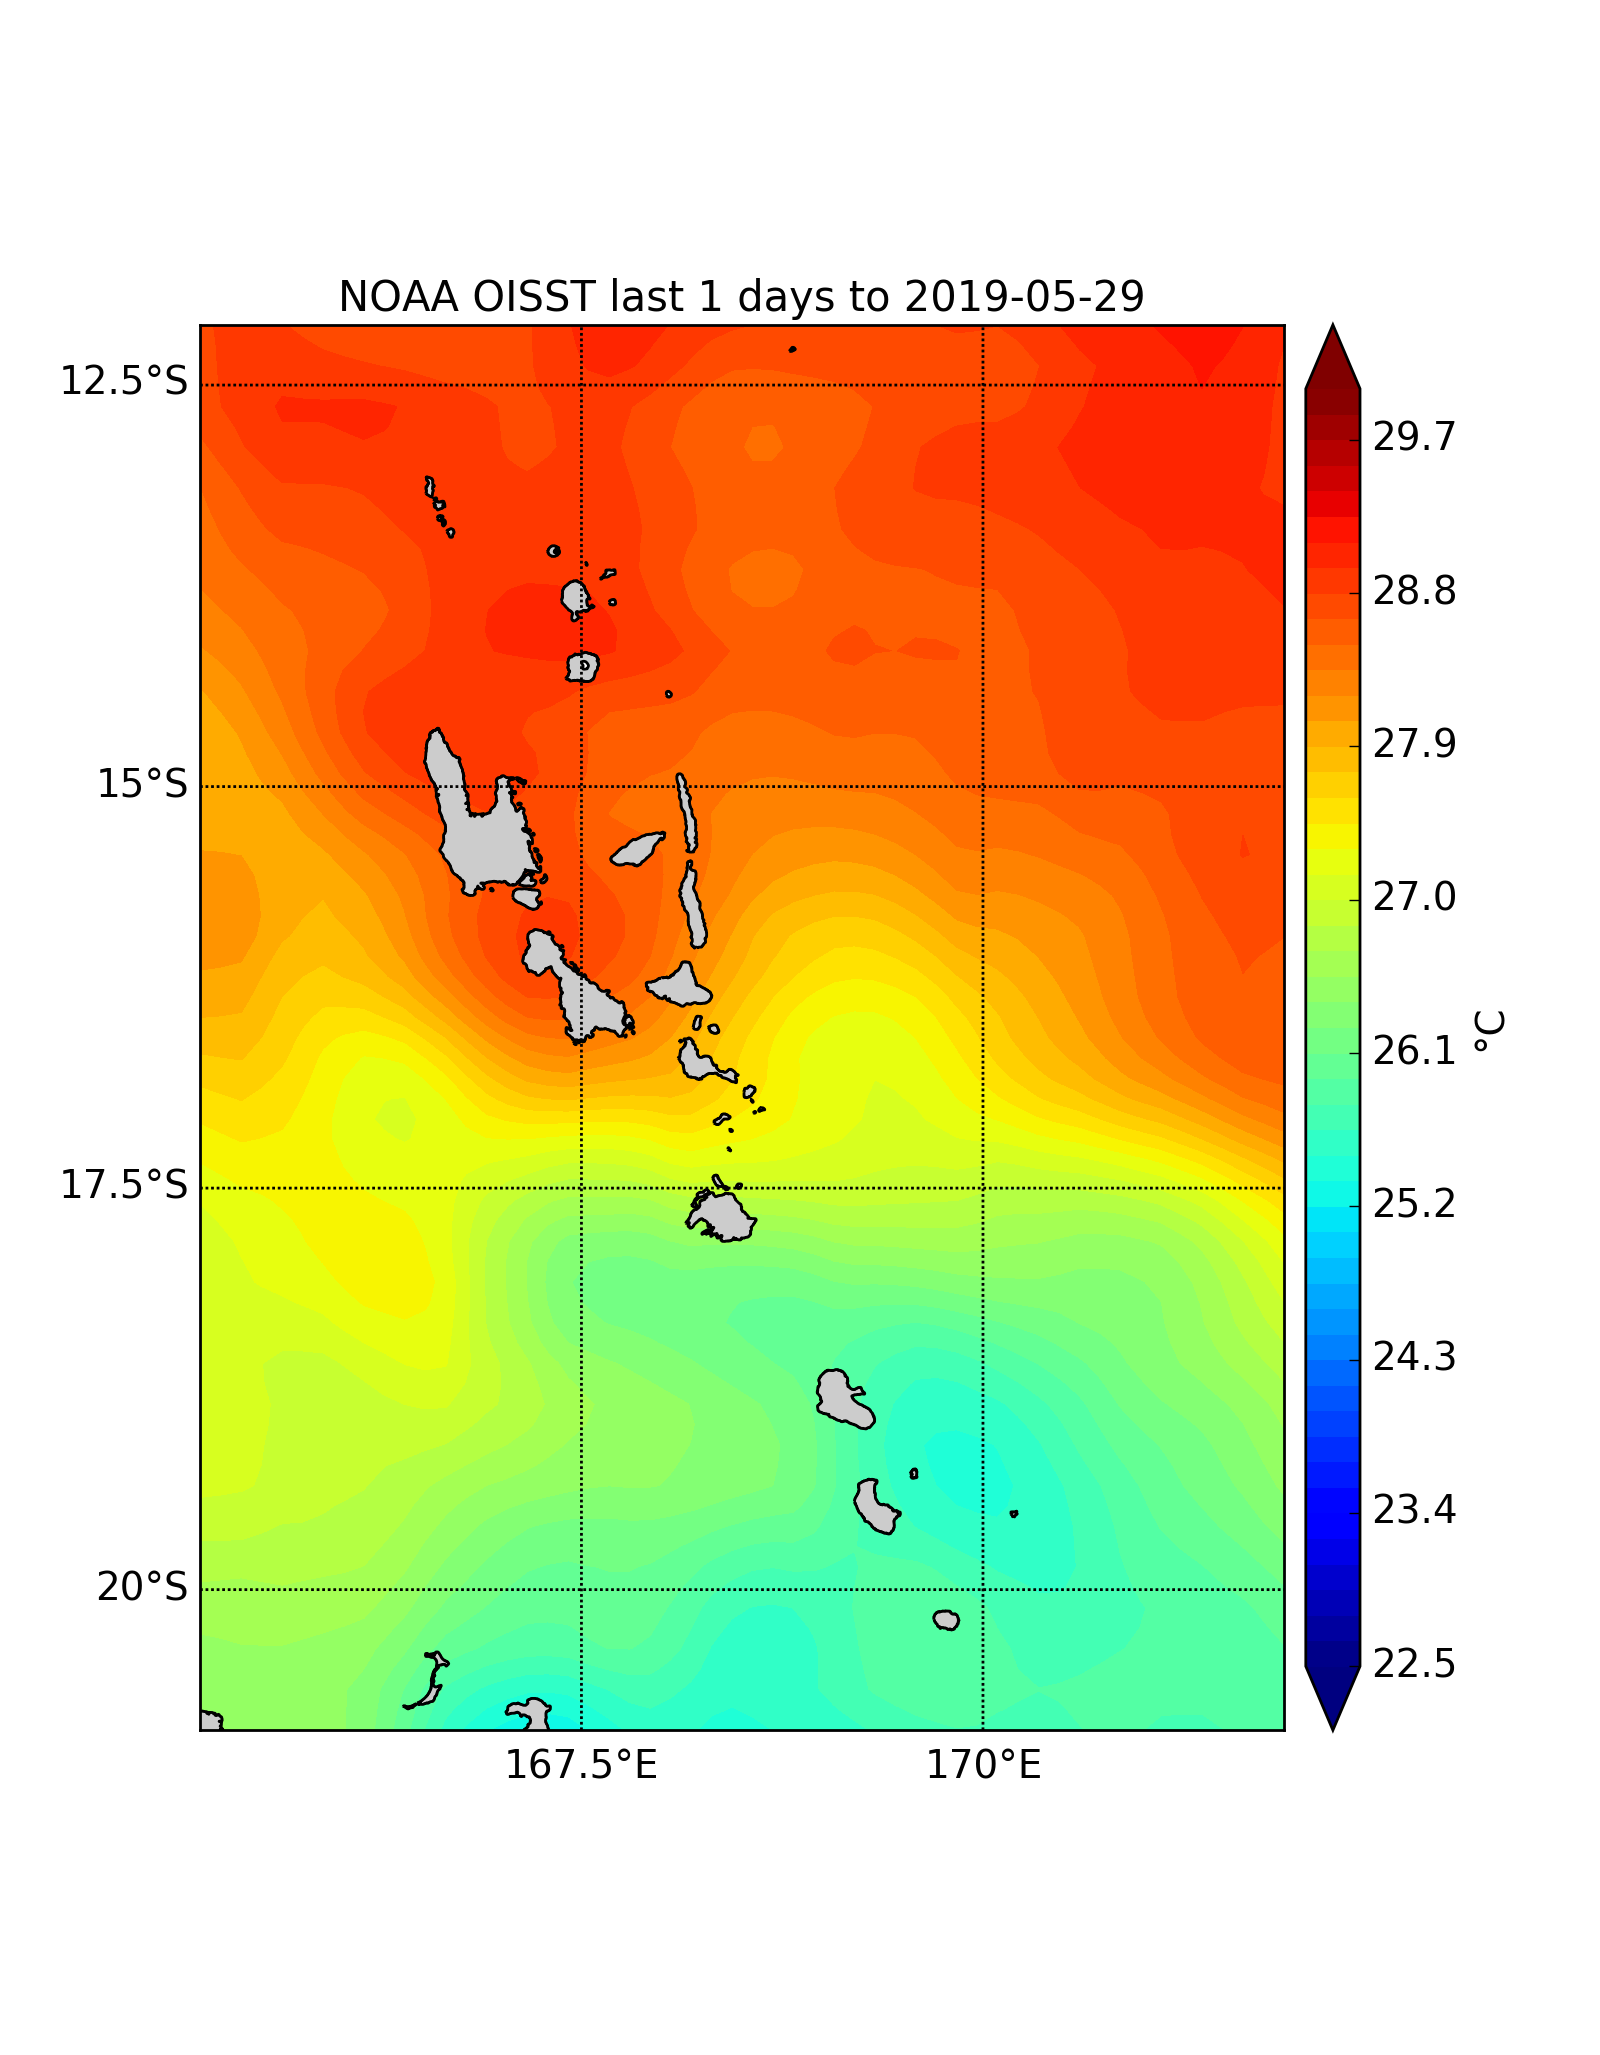 NOAA OISST last 1 days to 2019-05-29
12.5°S
15°S
17.5°S
20°S
167.5°E
170°E
29.7
28.8
27.9
27.0
26.1
25.2
24.3
23.4
22.5
°C